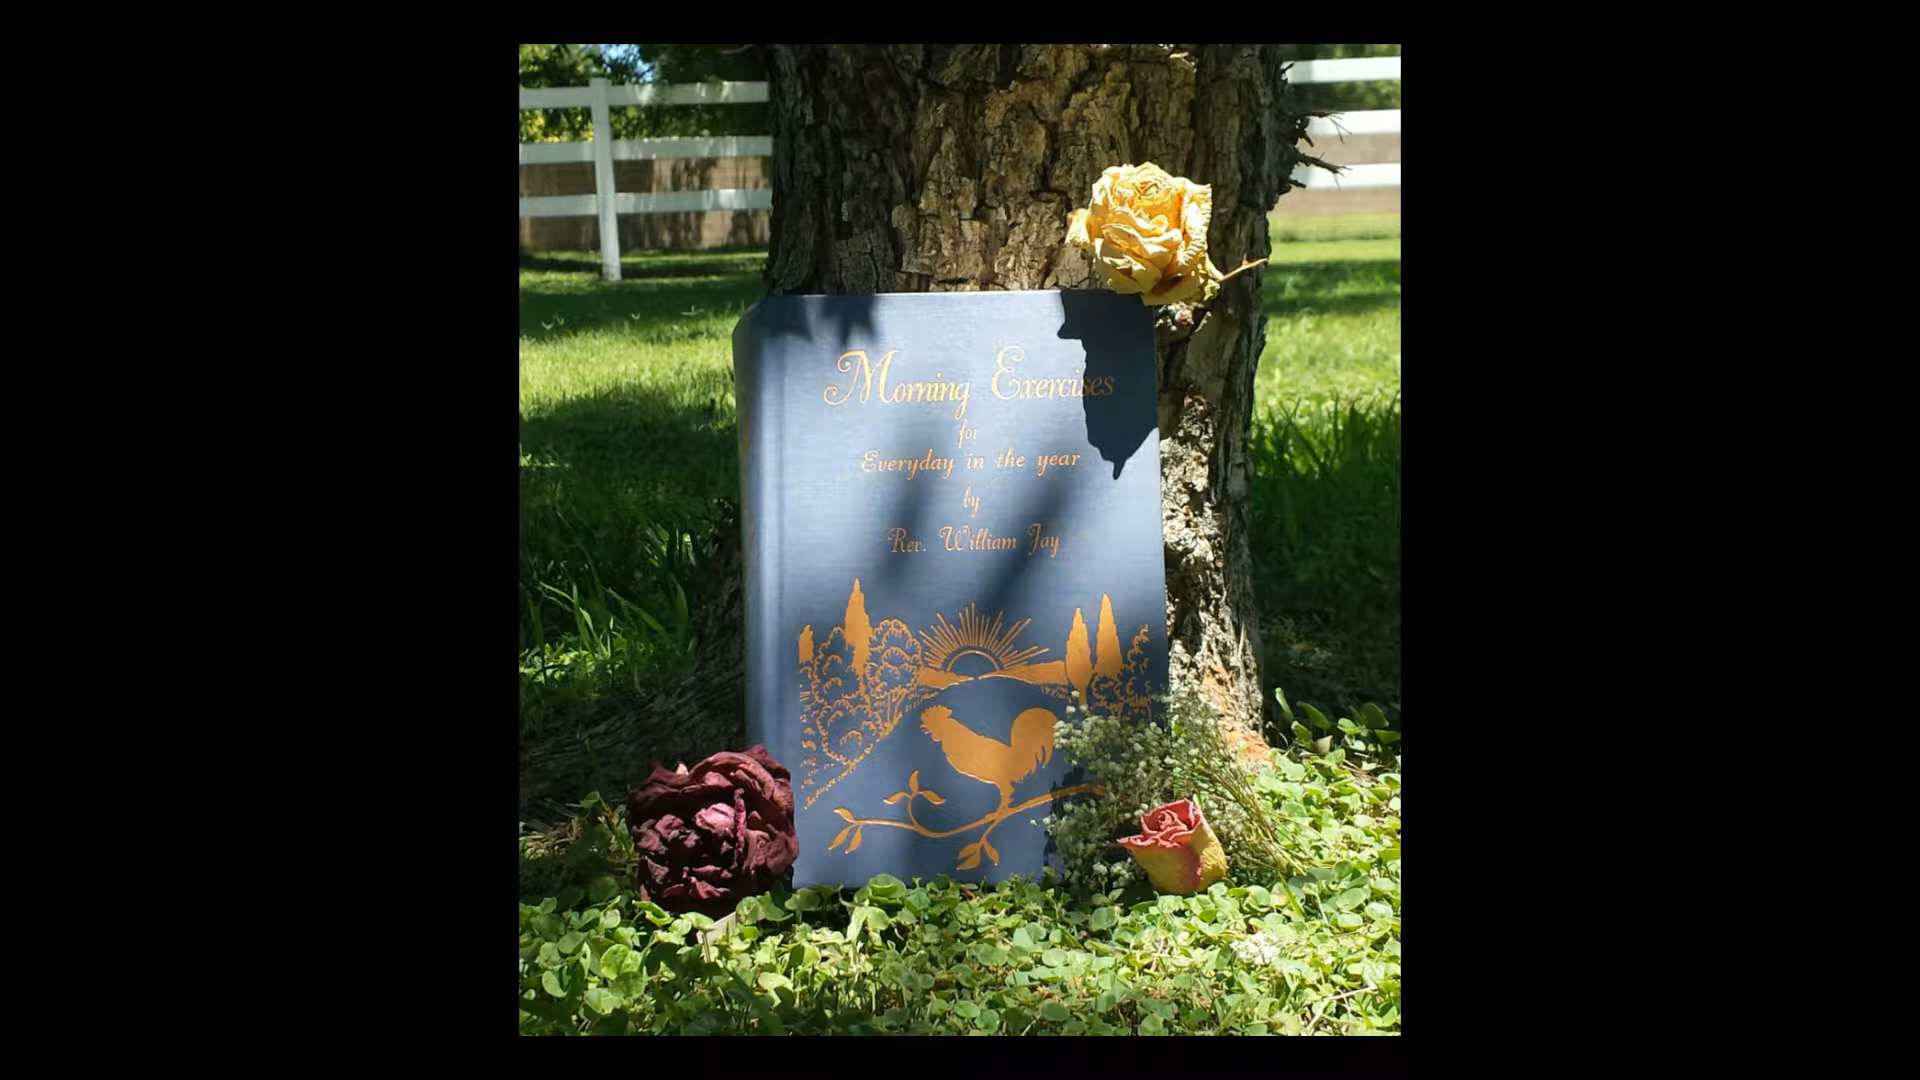 Morning Exercises
for
Everyday in the year
by
Rev. William Jay